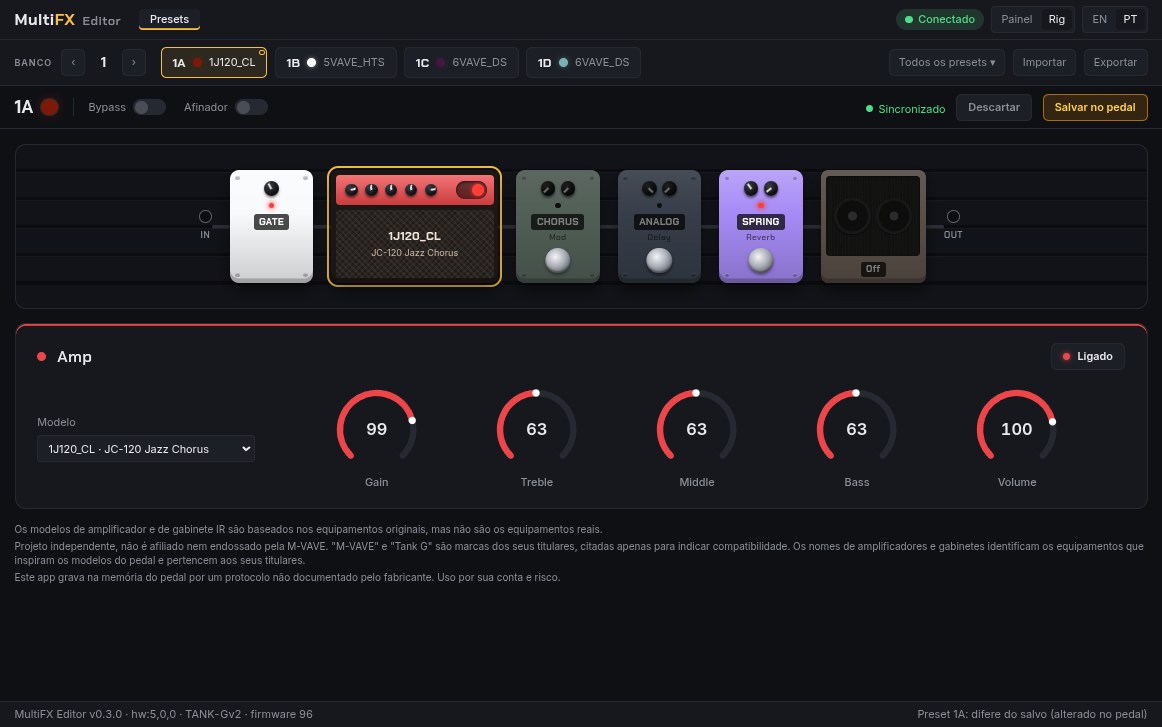 MultiFX Editor Presets Conectado Painel Rig EN PT
BANCO ‹ 1 › 1A 1J120_CL 1B 5VAVE_HTS 1C 6VAVE_DS 1D 6VAVE_DS Todos os presets ▾ Importar Exportar
1A Bypass Afinador Sincronizado Descartar Salvar no pedal
IN
GATE
1J120_CL
JC-120 Jazz Chorus
CHORUS
Mod
ANALOG
Delay
SPRING
Reverb
Off
OUT
Amp Ligado
Modelo
1J120_CL · JC-120 Jazz Chorus
99 63 63 63 100
Gain Treble Middle Bass Volume
Os modelos de amplificador e de gabinete IR são baseados nos equipamentos originais, mas não são os equipamentos reais.
Projeto independente, não é afiliado nem endossado pela M-VAVE. "M-VAVE" e "Tank G" são marcas dos seus titulares, citadas apenas para indicar compatibilidade. Os nomes de amplificadores e gabinetes identificam os equipamentos que
inspiram os modelos do pedal e pertencem aos seus titulares.
Este app grava na memória do pedal por um protocolo não documentado pelo fabricante. Uso por sua conta e risco.
MultiFX Editor v0.3.0 · hw:5,0,0 · TANK-Gv2 · firmware 96 Preset 1A: difere do salvo (alterado no pedal)